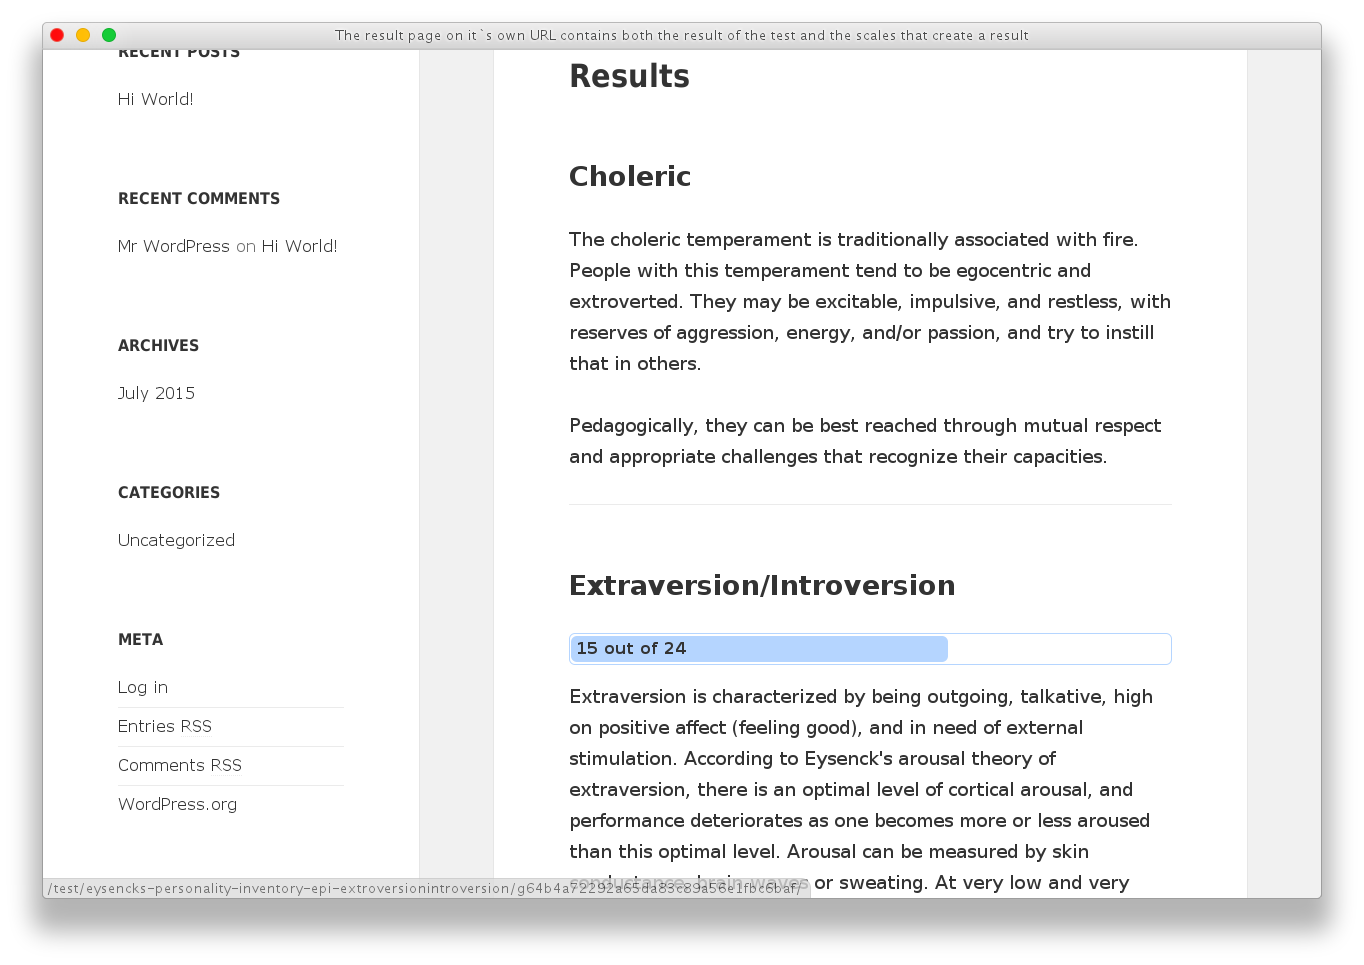 The result page on it`s own URL contains both the result of the test and the scales that create a result
RECENT POSTS
Hi World!
RECENT COMMENTS
Mr WordPress on Hi World!
ARCHIVES
July 2015
CATEGORIES
Uncategorized
META
Log in
Entries RSS
Comments RSS
WordPress.org
Results
Choleric
The choleric temperament is traditionally associated with fire.
People with this temperament tend to be egocentric and
extroverted. They may be excitable, impulsive, and restless, with
reserves of aggression, energy, and/or passion, and try to instill
that in others.
Pedagogically, they can be best reached through mutual respect
and appropriate challenges that recognize their capacities.
Extraversion/Introversion
15 out of 24
Extraversion is characterized by being outgoing, talkative, high
on positive affect (feeling good), and in need of external
stimulation. According to Eysenck's arousal theory of
extraversion, there is an optimal level of cortical arousal, and
performance deteriorates as one becomes more or less aroused
than this optimal level. Arousal can be measured by skin
conductance, brain waves or sweating. At very low and very
/test/eysencks-personality-inventory-epi-extroversionintroversion/g64b4a72292a65da83c89a56e1fbc6baf/